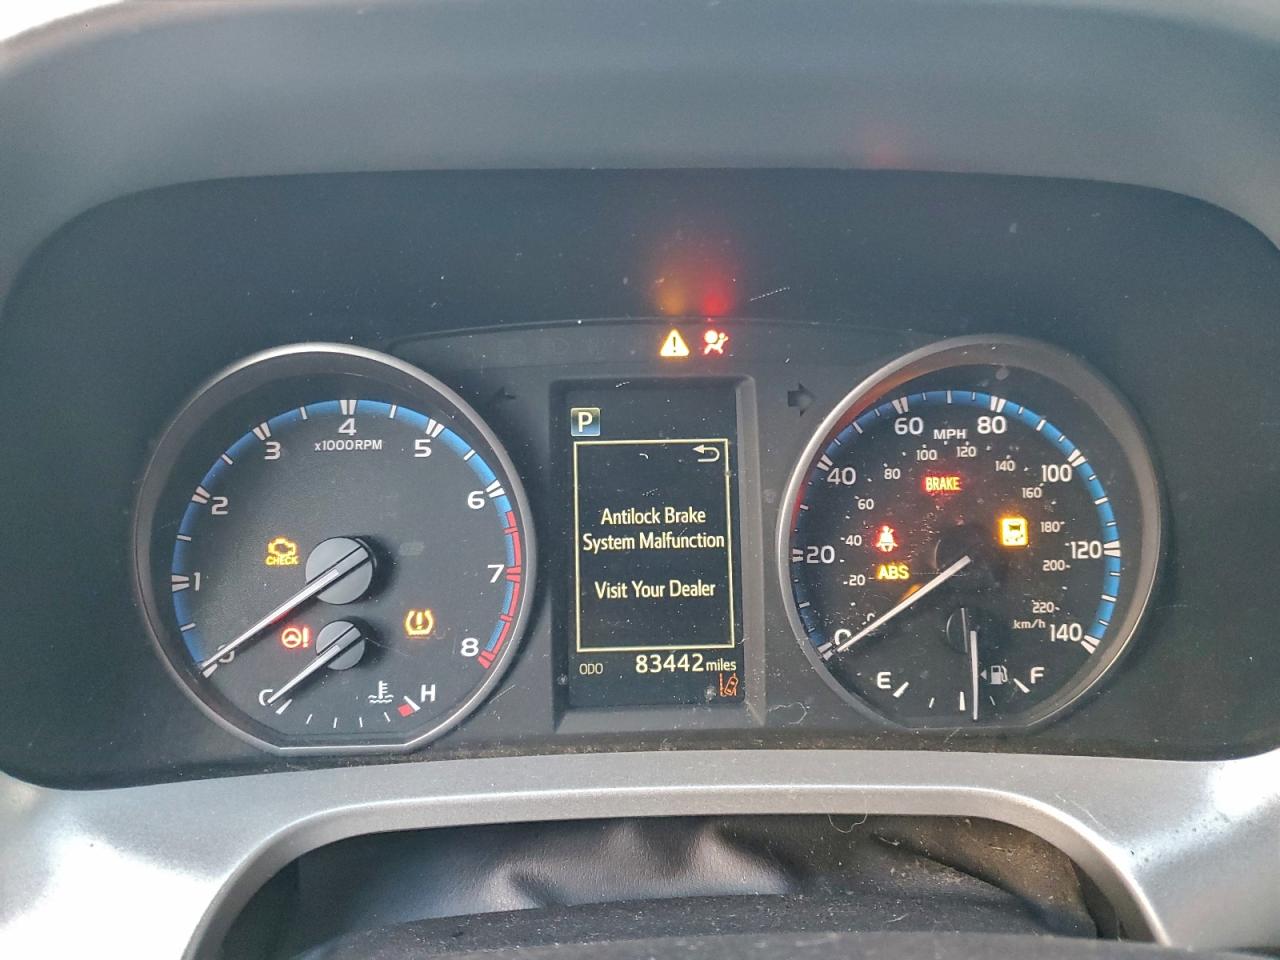 P
Antilock Brake
System Malfunction
Visit Your Dealer
ODO 83442 miles
1 2 3 4 5 6 7 8
x1000RPM
CHECK
C H
20 40 60 80 100 120 140
MPH
20 40 60 80 100 120 140 160 180 200 220
km/h
BRAKE
ABS
E F